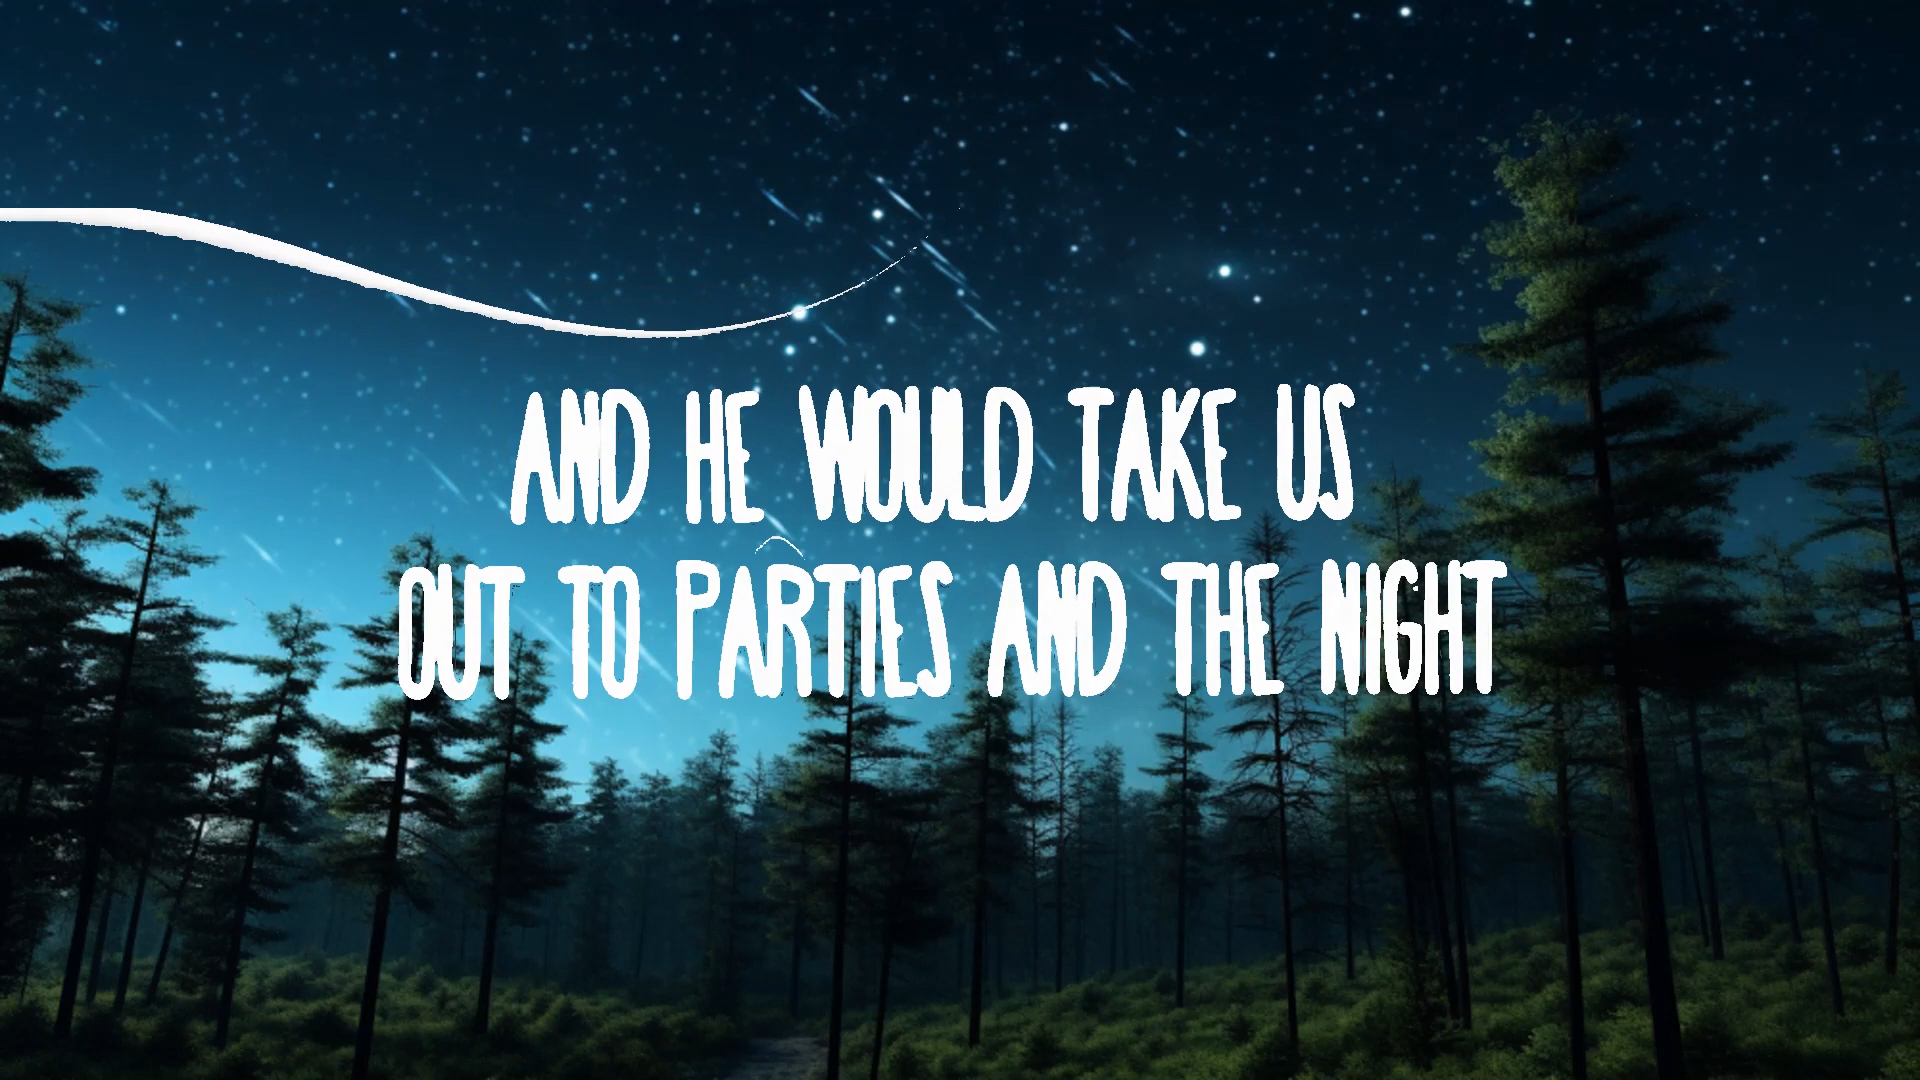 AND HE WOULD TAKE US
OUT TO PARTIES AND THE NIGHT